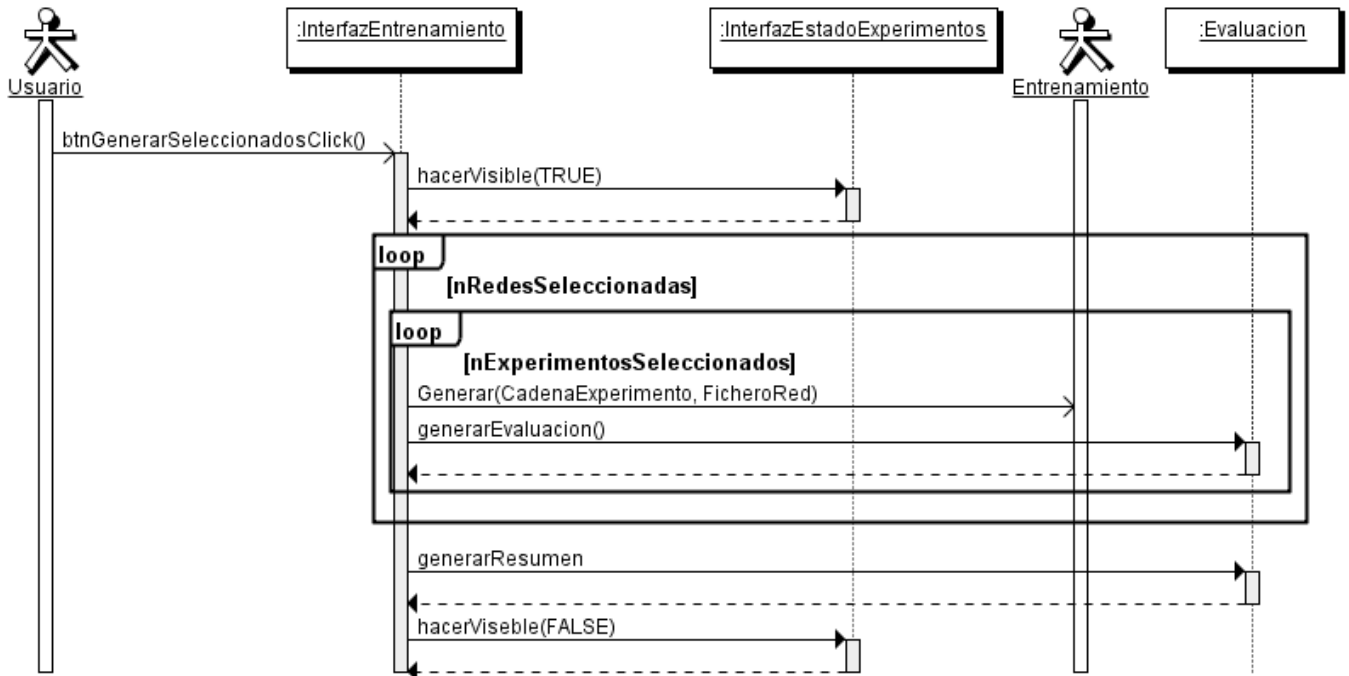 :InterfazEntrenamiento
:InterfazEstadoExperimentos
:Evaluacion
Usuario
Entrenamiento
btnGenerarSeleccionadosClick()
hacerVisible(TRUE)
loop
[nRedesSeleccionadas]
loop
[nExperimentosSeleccionados]
Generar(CadenaExperimento, FicheroRed)
generarEvaluacion()
generarResumen
hacerViseble(FALSE)